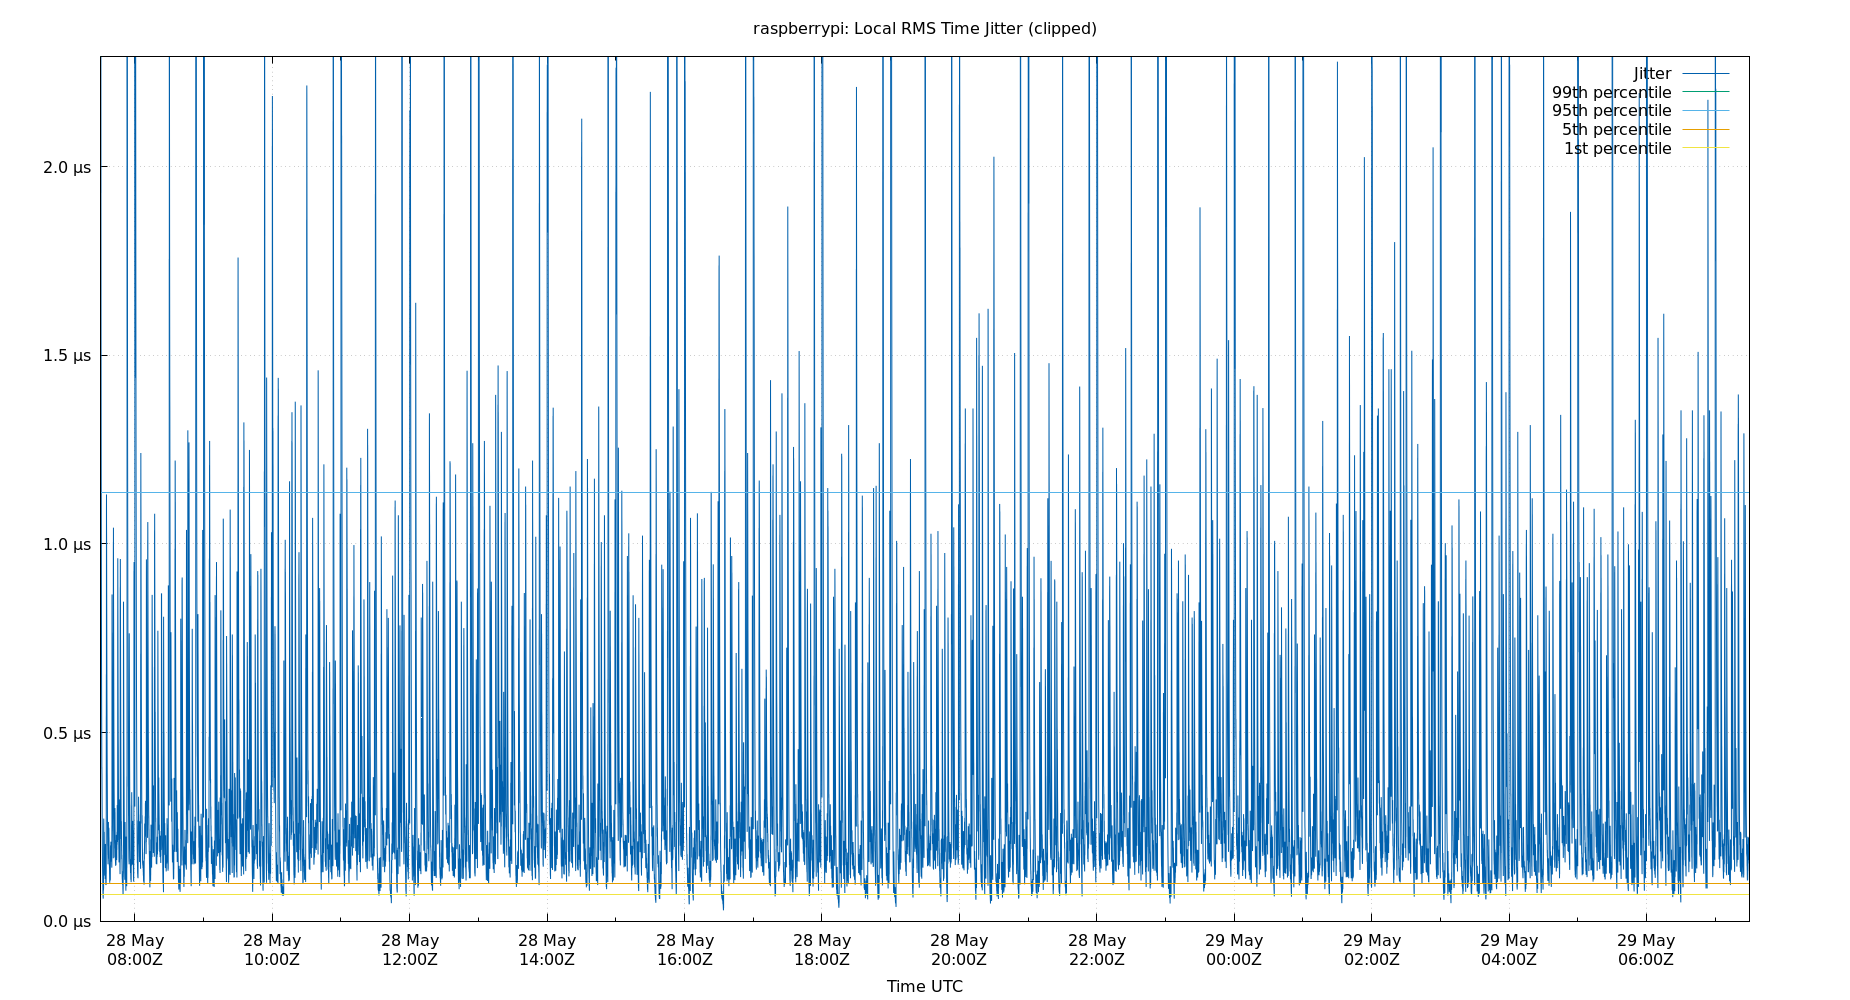 raspberrypi: Local RMS Time Jitter (clipped)
Jitter
99th percentile
95th percentile
5th percentile
1st percentile
2.0 µs
1.5 µs
1.0 µs
0.5 µs
0.0 µs
28 May 28 May 28 May 28 May 28 May 28 May 28 May 28 May 29 May 29 May 29 May 29 May
08:00Z 10:00Z 12:00Z 14:00Z 16:00Z 18:00Z 20:00Z 22:00Z 00:00Z 02:00Z 04:00Z 06:00Z
Time UTC